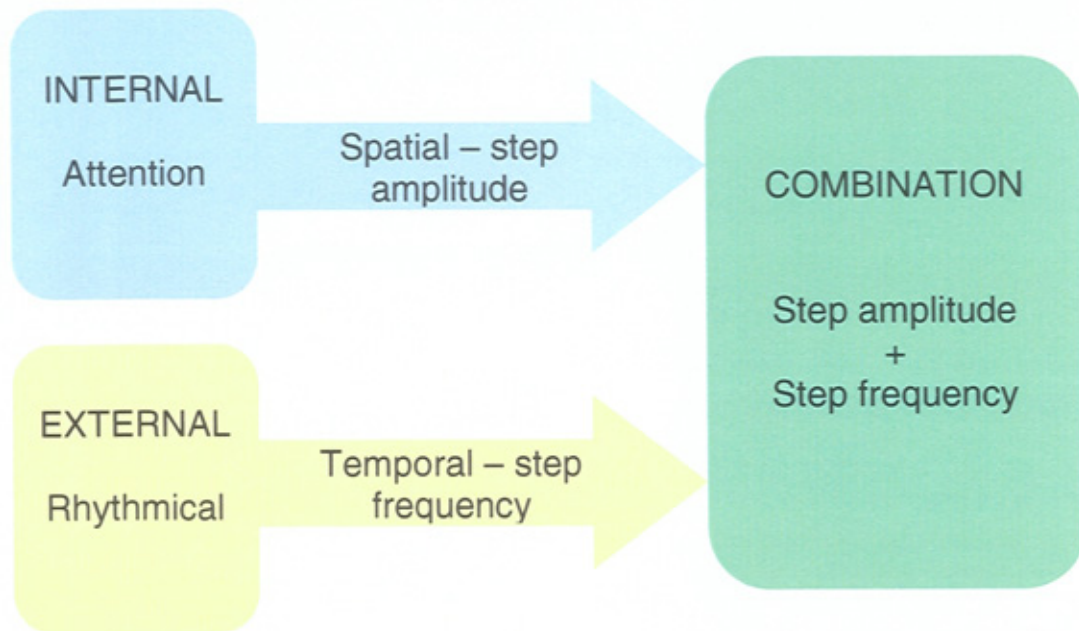 INTERNAL
Attention
Spatial – step
amplitude
EXTERNAL
Rhythmical
Temporal – step
frequency
COMBINATION
Step amplitude
+
Step frequency